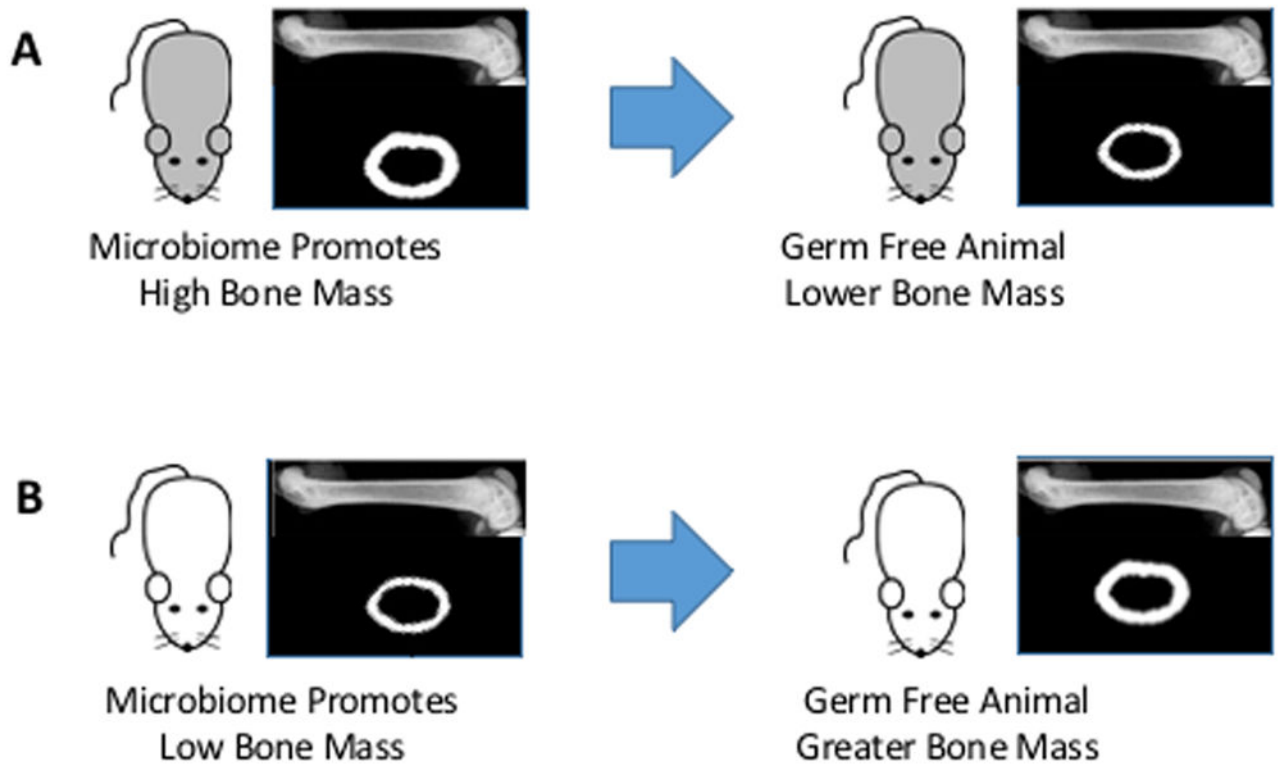 A
Microbiome Promotes
High Bone Mass
Germ Free Animal
Lower Bone Mass
B
Microbiome Promotes
Low Bone Mass
Germ Free Animal
Greater Bone Mass